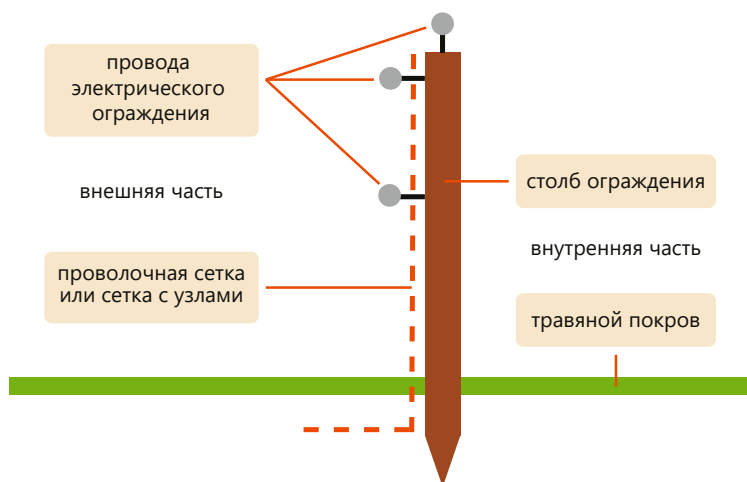 провода
электрического
ограждения
внешняя часть
столб ограждения
внутренняя часть
проволочная сетка
или сетка с узлами
травяной покров